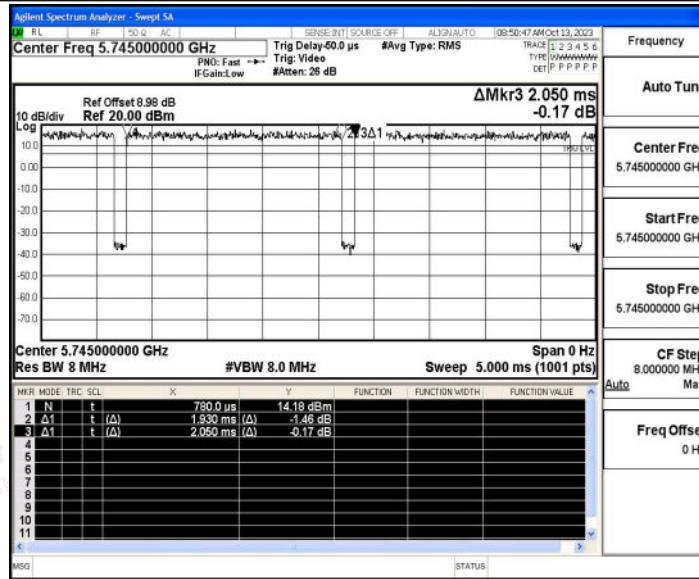 Agilent Spectrum Analyzer - Swept SA
RL RF 50 Ω AC SENSE:INT SOURCE OFF ALIGNAUTO 09:50:47 AM Oct 13, 2023
Center Freq 5.745000000 GHz
PNO: Fast
IFGain:Low
Trig Delay-50.0 µs
Trig: Video
#Atten: 26 dB
#Avg Type: RMS
TRACE 1 2 3 4 5 6
TYPE WWWWWW
DET P P P P P P
Ref Offset 8.98 dB
10 dB/div Ref 20.00 dBm
Log
ΔMkr3 2.050 ms
-0.17 dB
3Δ1
TRIG LVL
10.0
0.00
-10.0
-20.0
-30.0
-40.0
-50.0
-60.0
-70.0
Center 5.745000000 GHz Span 0 Hz
Res BW 8 MHz #VBW 8.0 MHz Sweep 5.000 ms (1001 pts)
MKR MODE TRC SCL X Y FUNCTION FUNCTION WIDTH FUNCTION VALUE
1 N t 780.0 µs 14.18 dBm
2 Δ1 t (Δ) 1.930 ms (Δ) -1.46 dB
3 Δ1 t (Δ) 2.050 ms (Δ) -0.17 dB
4
5
6
7
8
9
10
11
MSG STATUS
Frequency
Auto Tun
Center Fre
5.745000000 GH
Start Fre
5.745000000 GH
Stop Fre
5.745000000 GH
CF Ste
8.000000 MH
Auto Ma
Freq Offse
0 H